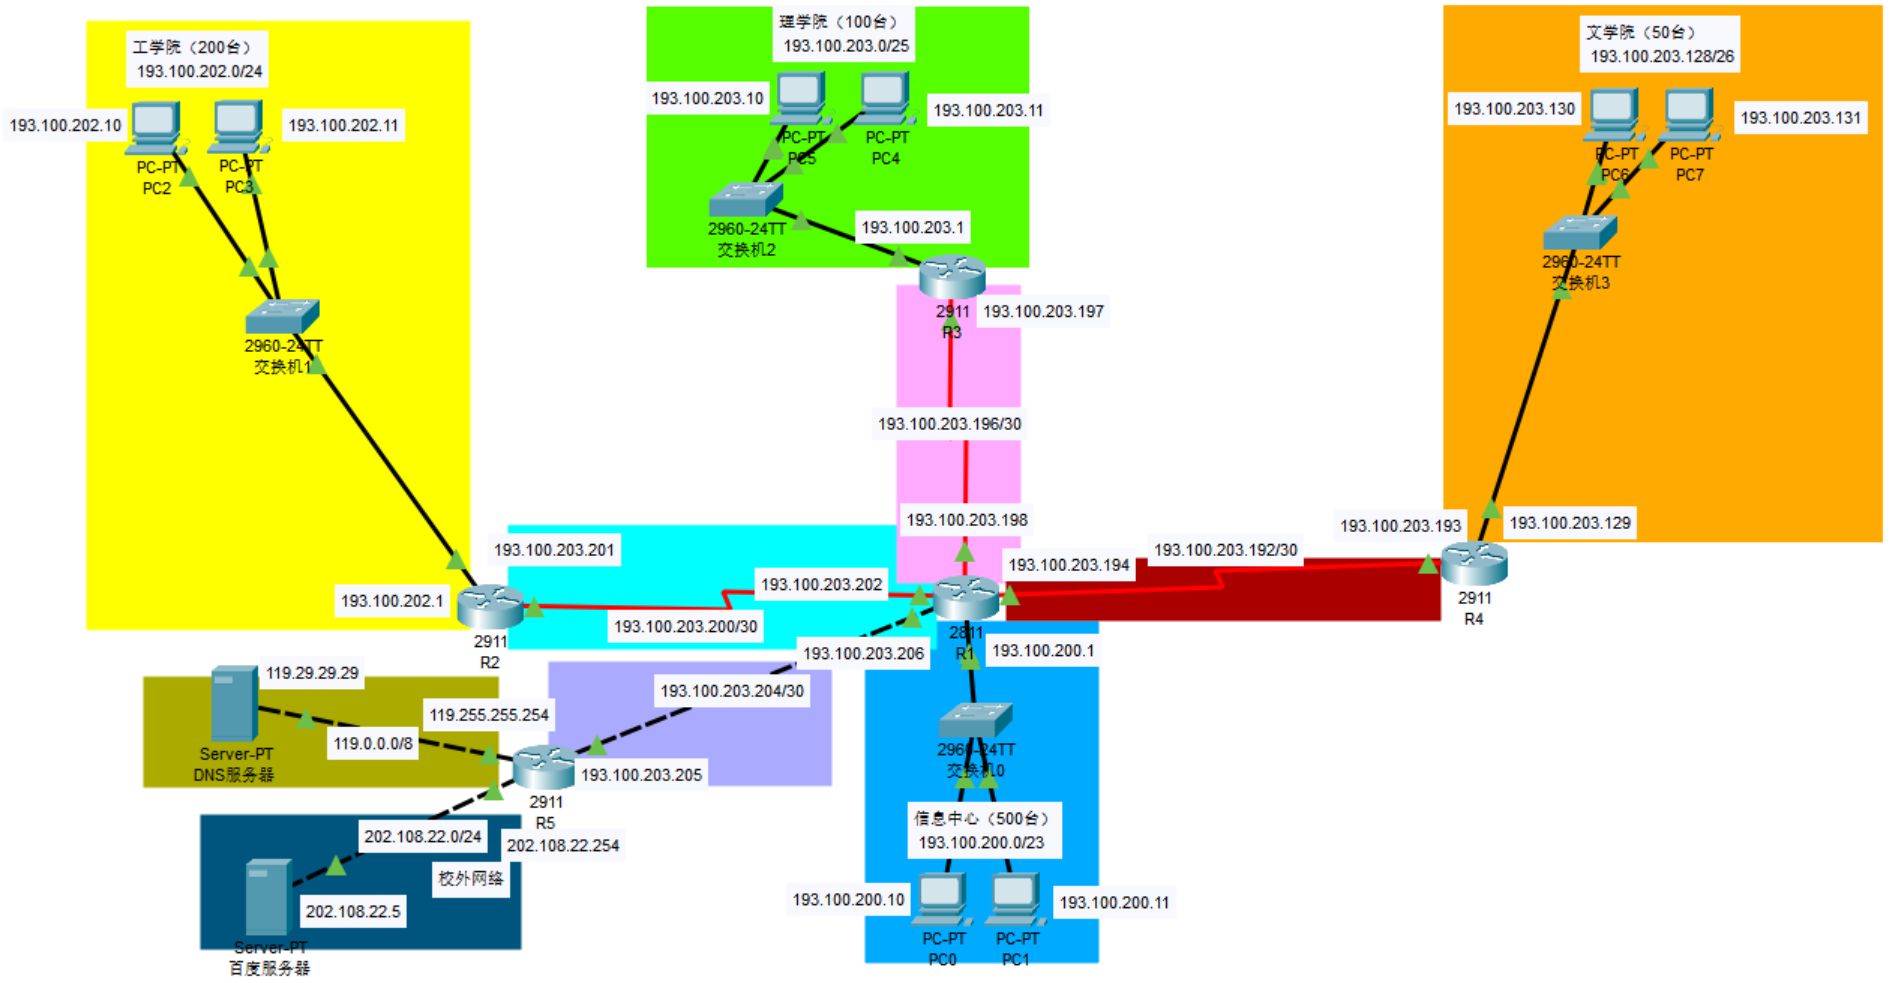 工学院（200台）
193.100.202.0/24
193.100.202.10
193.100.202.11
PC-PT
PC2
PC-PT
PC3
2960-24TT
交换机1
理学院（100台）
193.100.203.0/25
193.100.203.10
193.100.203.11
PC-PT
PC5
PC-PT
PC4
2960-24TT
交换机2
193.100.203.1
2911
R3
193.100.203.197
193.100.203.196/30
193.100.203.198
文学院（50台）
193.100.203.128/26
193.100.203.130
193.100.203.131
PC-PT
PC6
PC-PT
PC7
2960-24TT
交换机3
193.100.203.193
193.100.203.129
2911
R4
193.100.203.192/30
193.100.203.194
193.100.203.201
193.100.202.1
2911
R2
193.100.203.202
193.100.203.200/30
2811
R1
193.100.200.1
193.100.203.206
193.100.203.204/30
193.100.203.205
2911
R5
119.29.29.29
119.255.255.254
119.0.0.0/8
Server-PT
DNS服务器
202.108.22.0/24
202.108.22.254
校外网络
202.108.22.5
Server-PT
百度服务器
2960-24TT
交换机0
信息中心（500台）
193.100.200.0/23
193.100.200.10
193.100.200.11
PC-PT
PC0
PC-PT
PC1